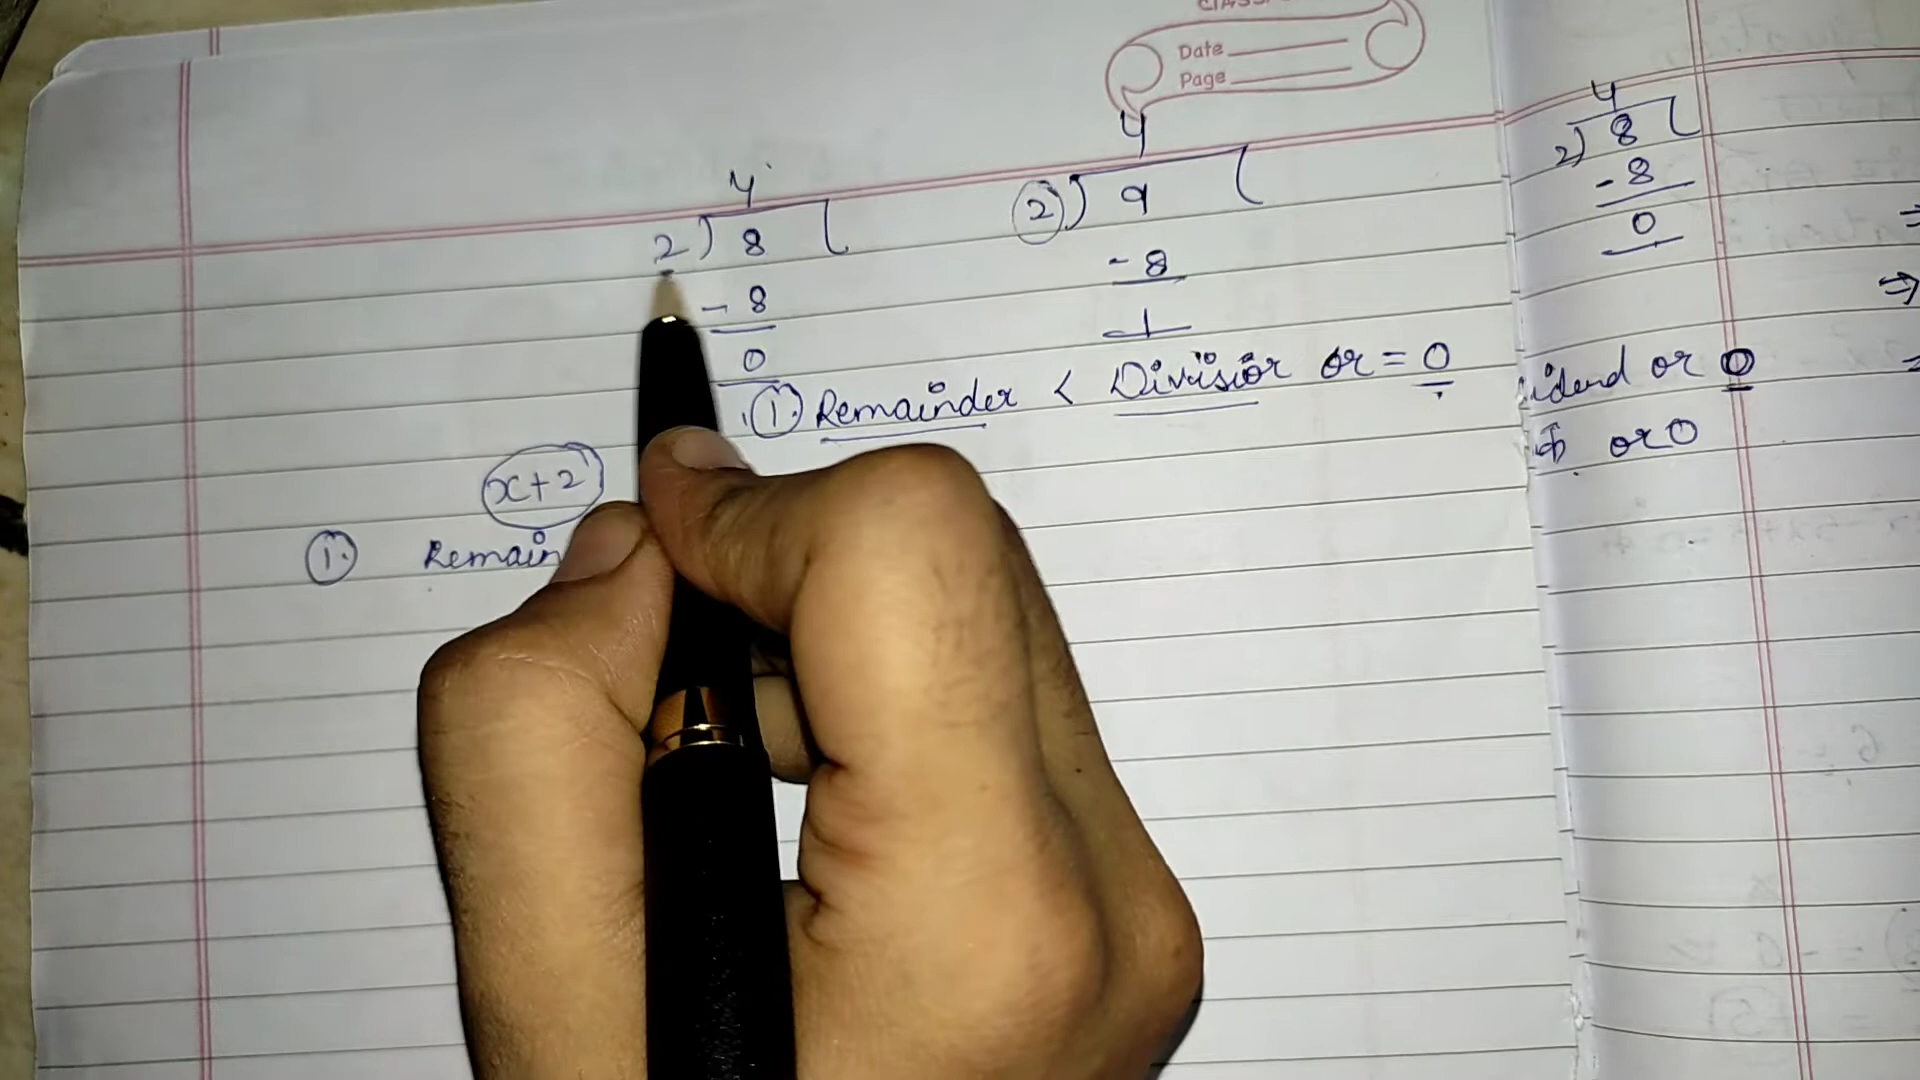 Date
Page
4
2) 8
- 8
0
4
2) 9
- 8
1
① Remainder < Divisior or = 0
x+2
①. Remain
4
2) 8
- 8
0
idend or 0
or 0